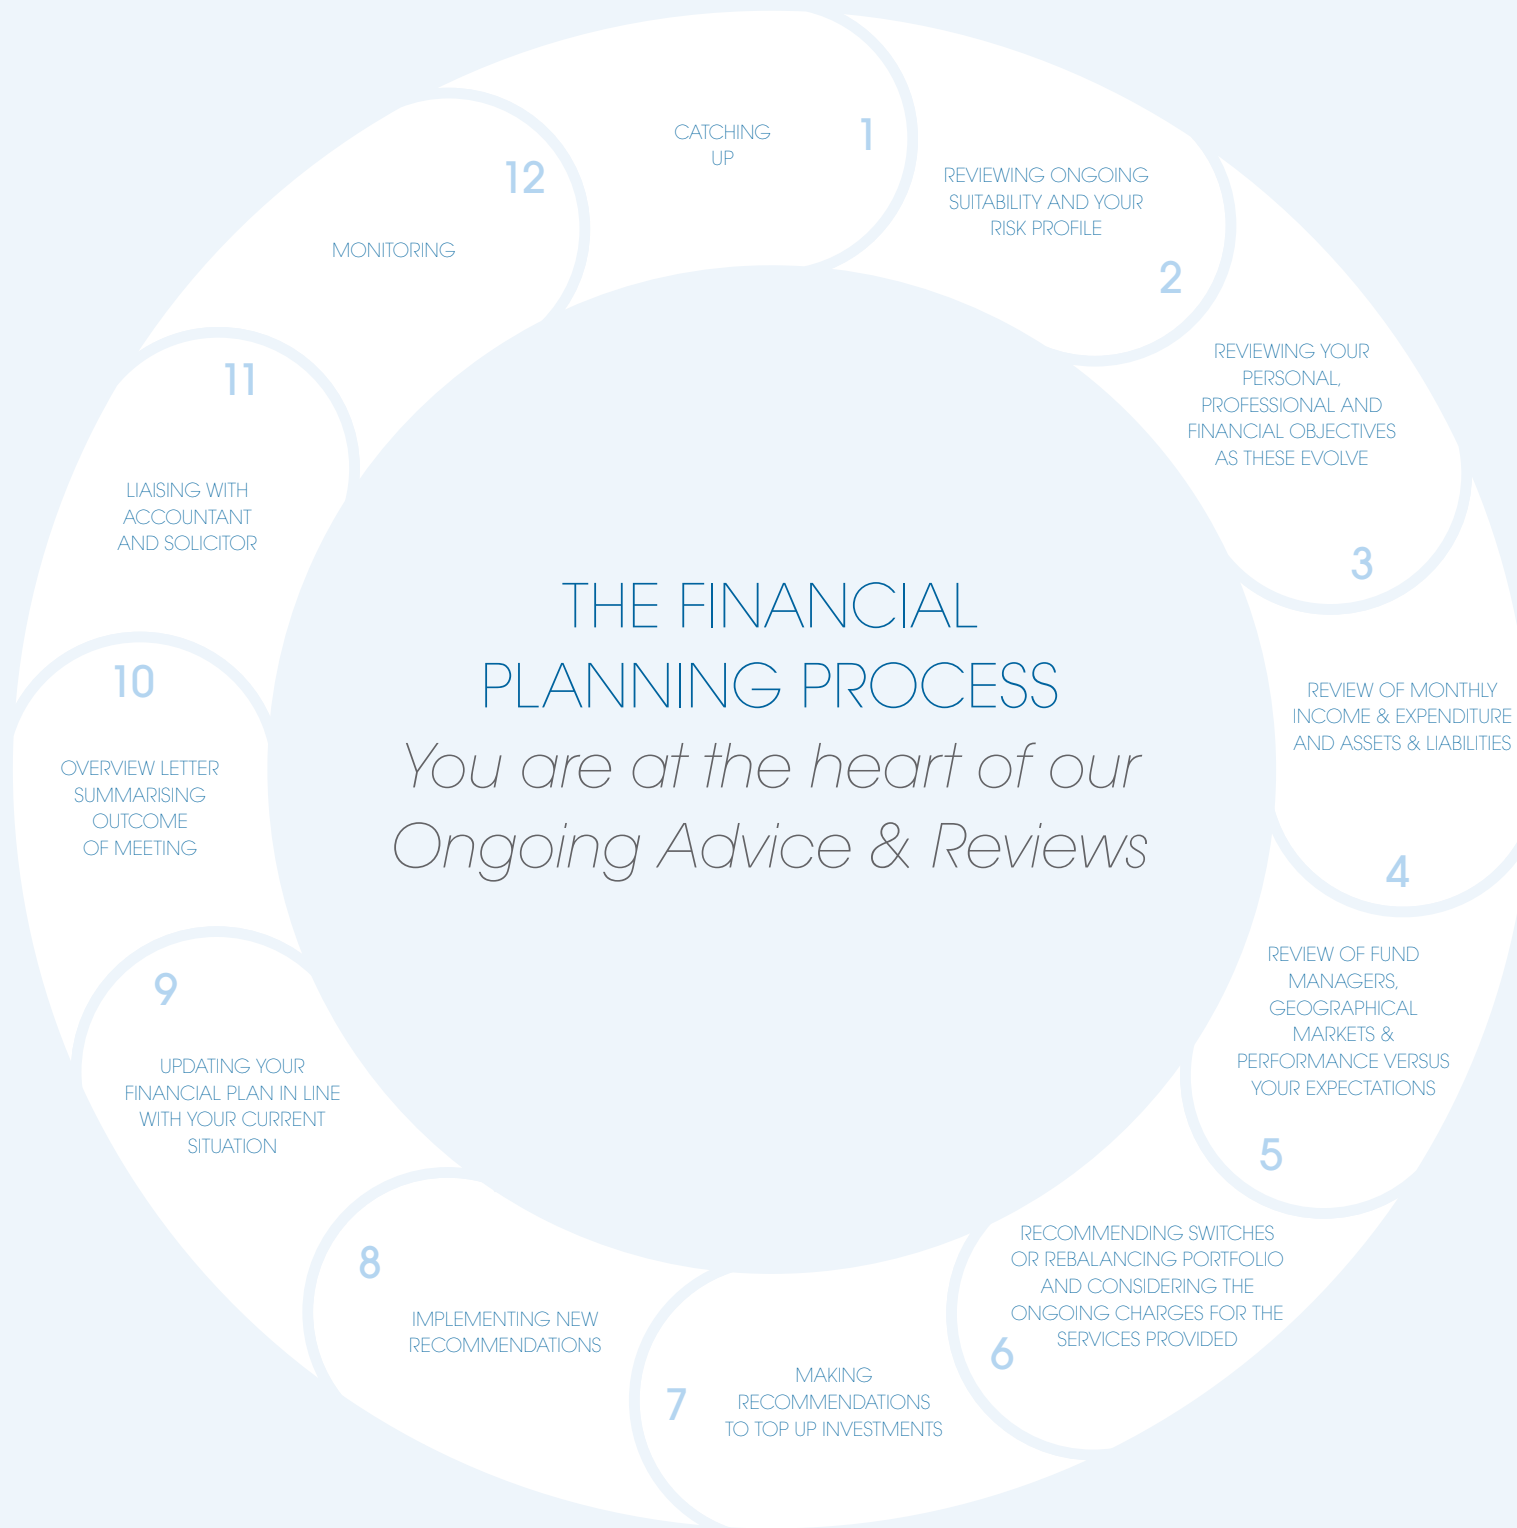 THE FINANCIAL
PLANNING PROCESS
You are at the heart of our
Ongoing Advice & Reviews
CATCHING
UP
1
REVIEWING ONGOING
SUITABILITY AND YOUR
RISK PROFILE
2
REVIEWING YOUR
PERSONAL,
PROFESSIONAL AND
FINANCIAL OBJECTIVES
AS THESE EVOLVE
3
REVIEW OF MONTHLY
INCOME & EXPENDITURE
AND ASSETS & LIABILITIES
4
REVIEW OF FUND
MANAGERS,
GEOGRAPHICAL
MARKETS &
PERFORMANCE VERSUS
YOUR EXPECTATIONS
5
RECOMMENDING SWITCHES
OR REBALANCING PORTFOLIO
AND CONSIDERING THE
ONGOING CHARGES FOR THE
SERVICES PROVIDED
6
MAKING
RECOMMENDATIONS
TO TOP UP INVESTMENTS
7
IMPLEMENTING NEW
RECOMMENDATIONS
8
UPDATING YOUR
FINANCIAL PLAN IN LINE
WITH YOUR CURRENT
SITUATION
9
OVERVIEW LETTER
SUMMARISING
OUTCOME
OF MEETING
10
LIAISING WITH
ACCOUNTANT
AND SOLICITOR
11
MONITORING
12